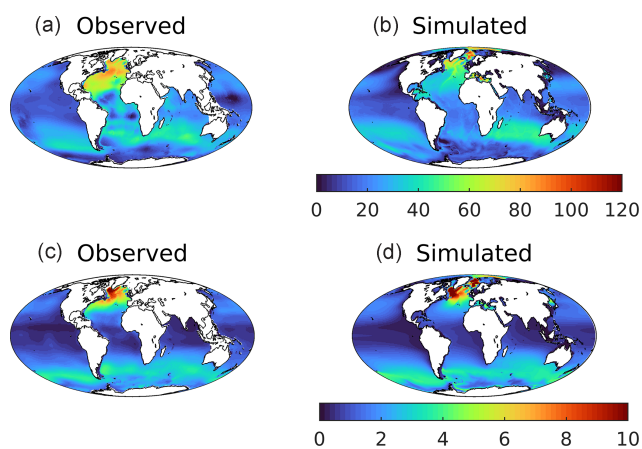 (a) Observed
(b) Simulated
0 20 40 60 80 100 120
(c) Observed
(d) Simulated
0 2 4 6 8 10